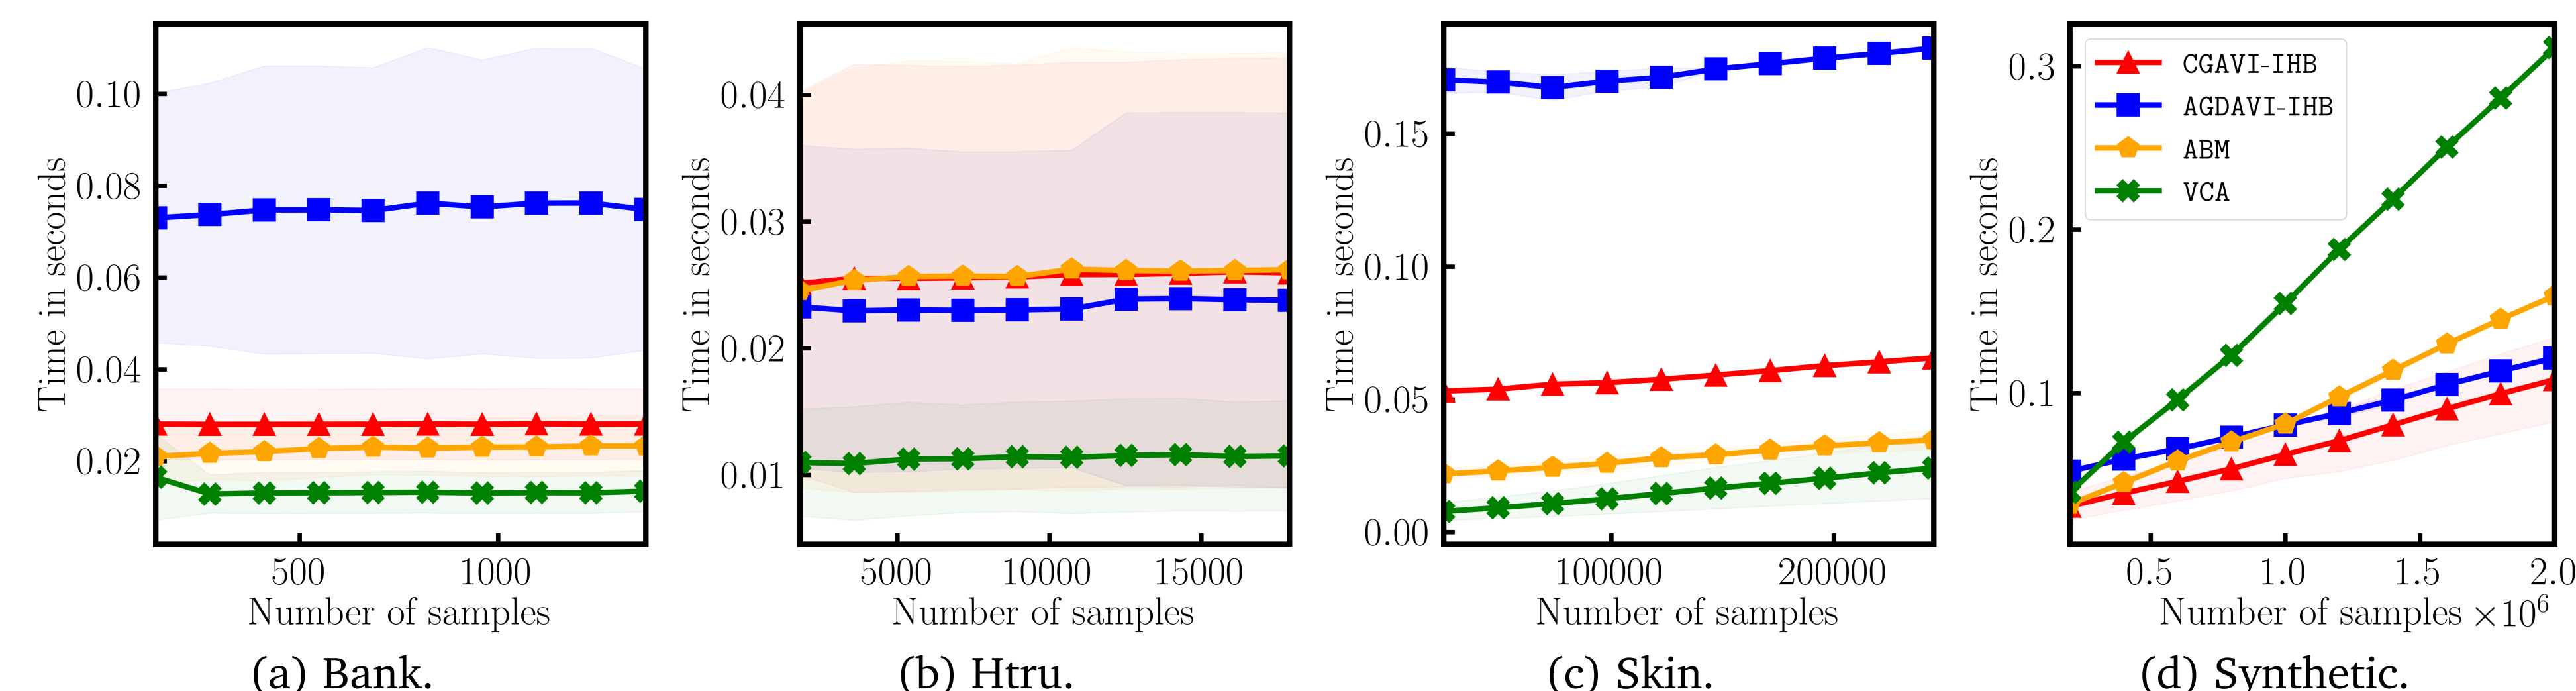 Time in seconds
0.10
0.08
0.06
0.04
0.02
500
1000
Number of samples
(a) Bank.
Time in seconds
0.04
0.03
0.02
0.01
5000
10000
15000
Number of samples
(b) Htru.
Time in seconds
0.15
0.10
0.05
0.00
100000
200000
Number of samples
(c) Skin.
Time in seconds
0.3
0.2
0.1
CGAVI-IHB
AGDAVI-IHB
ABM
VCA
0.5
1.0
1.5
2.0
Number of samples ×10⁶
(d) Synthetic.